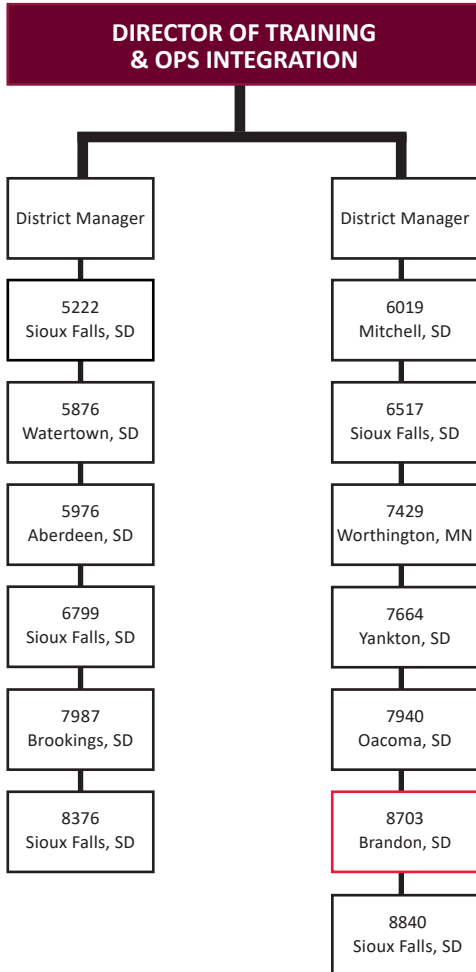 DIRECTOR OF TRAINING
& OPS INTEGRATION
District Manager
5222
Sioux Falls, SD
5876
Watertown, SD
5976
Aberdeen, SD
6799
Sioux Falls, SD
7987
Brookings, SD
8376
Sioux Falls, SD
District Manager
6019
Mitchell, SD
6517
Sioux Falls, SD
7429
Worthington, MN
7664
Yankton, SD
7940
Oacoma, SD
8703
Brandon, SD
8840
Sioux Falls, SD